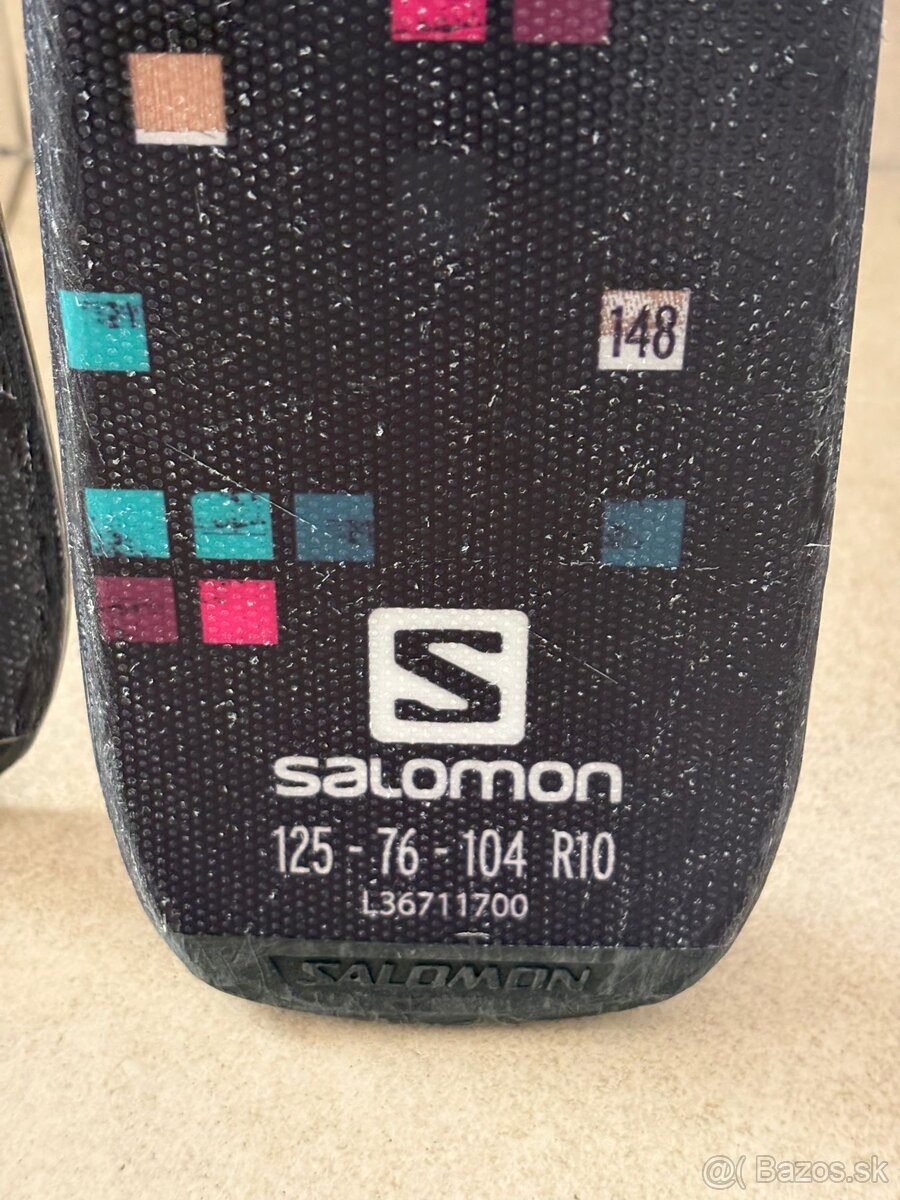 148
S
salomon
125 - 76 - 104 R10
L36711700
SALOMON
@( Bazos.sk